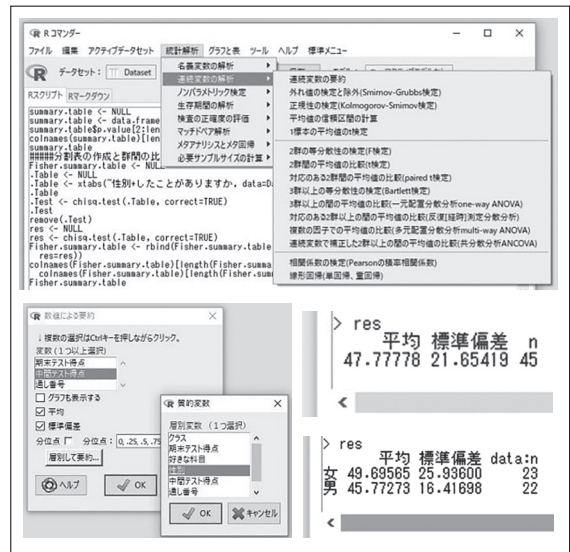 R コマンダー
ファイル 編集 アクティブデータセット 統計解析 グラフと表 ツール ヘルプ 標準メニュー
データセット: Dataset
Rスクリプト Rマークダウン
名義変数の解析
連続変数の解析
ノンパラメトリック検定
生存期間の解析
検査の正確度の評価
マッチドペア解析
メタアナリシスとメタ回帰
必要サンプルサイズの計算
連続変数の要約
外れ値の検定と除外(Smirnov-Grubbs検定)
正規性の検定(Kolmogorov-Smirnov検定)
平均値の信頼区間の計算
1標本の平均値のt検定
2群の等分散性の検定(F検定)
2群間の平均値の比較(t検定)
対応のある2群間の平均値の比較(paired t検定)
3群以上の等分散性の検定(Bartlett検定)
3群以上の間の平均値の比較(一元配置分散分析one-way ANOVA)
対応のある2群以上の間の平均値の比較(反復[経時]測定分散分析)
複数の因子での平均値の比較(多元配置分散分析multi-way ANOVA)
連続変数で補正した2群以上の間の平均値の比較(共分散分析ANCOVA)
相関係数の検定(Pearsonの積率相関係数)
線形回帰(単回帰、重回帰)
summary.table <- NULL
summary.table <- data.frame
summary.table$p.value[2:len
colnames(summary.table)[len
summary.table
#####分割表の作成と群間の比
Fisher.summary.table <- NULL
.Table <- NULL
.Table <- xtabs(~性別+したことがありますか, data=Da
.Table
.Test <- chisq.test(.Table, correct=TRUE)
.Test
remove(.Test)
res <- NULL
res <- chisq.test(.Table, correct=TRUE)
Fisher.summary.table <- rbind(Fisher.summary.table
res=res))
colnames(Fisher.summary.table)[length(Fisher.summa
colnames(Fisher.summary.table)[length(Fisher.summ
Fisher.summary.table
数値による要約
↓複数の選択はCtrlキーを押しながらクリック。
変数(1つ以上選択)
期末テスト得点
中間テスト得点
通し番号
グラフも表示する
平均
標準偏差
分位点 分位点: 0, .25, .5, .75
層別して要約...
ヘルプ OK
質的変数
層別変数 (1つ選択)
クラス
期末テスト得点
好きな科目
性別
中間テスト得点
通し番号
OK キャンセル
> res
平均 標準偏差 n
47.77778 21.65419 45
> res
平均 標準偏差 data:n
女 49.69565 25.93600 23
男 45.77273 16.41698 22